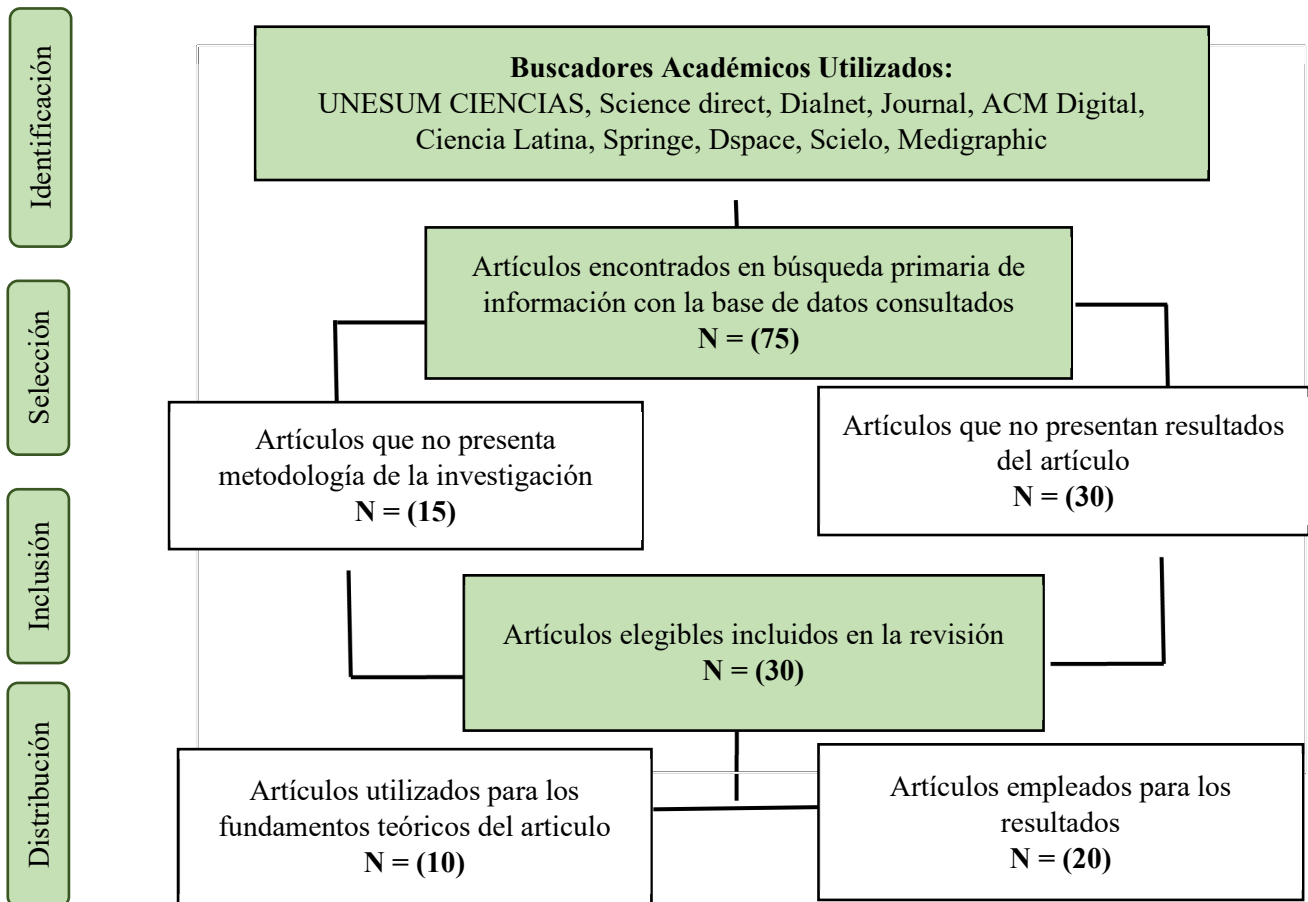 Identificación
Buscadores Académicos Utilizados:
UNESUM CIENCIAS, Science direct, Dialnet, Journal, ACM Digital,
Ciencia Latina, Springe, Dspace, Scielo, Medigraphic
Selección
Artículos encontrados en búsqueda primaria de
información con la base de datos consultados
N = (75)
Artículos que no presenta
metodología de la investigación
N = (15)
Artículos que no presentan resultados
del artículo
N = (30)
Inclusión
Artículos elegibles incluidos en la revisión
N = (30)
Distribución
Artículos utilizados para los
fundamentos teóricos del articulo
N = (10)
Artículos empleados para los
resultados
N = (20)